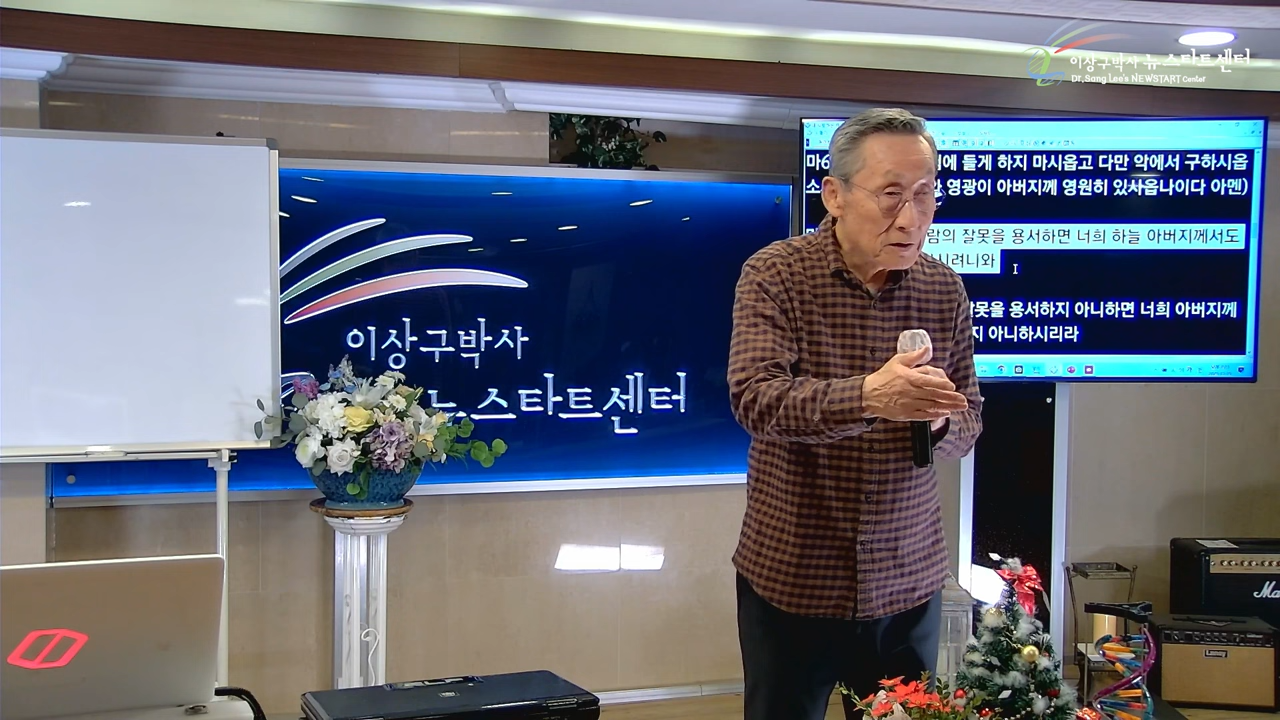 이상구박사 뉴스타트센터
Dr. Sang Lee's NEWSTART Center
마6 에 들게 하지 마시옵고 다만 악에서 구하시옵
소 영광이 아버지께 영원히 있사옵나이다 아멘)
람의 잘못을 용서하면 너희 하늘 아버지께서도
시려니와
잘못을 용서하지 아니하면 너희 아버지께
지 아니하시리라
이상구박사
뉴스타트센터
Laney